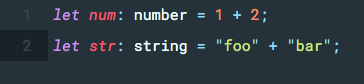 1 let num: number = 1 + 2;
2 let str: string = "foo" + "bar";